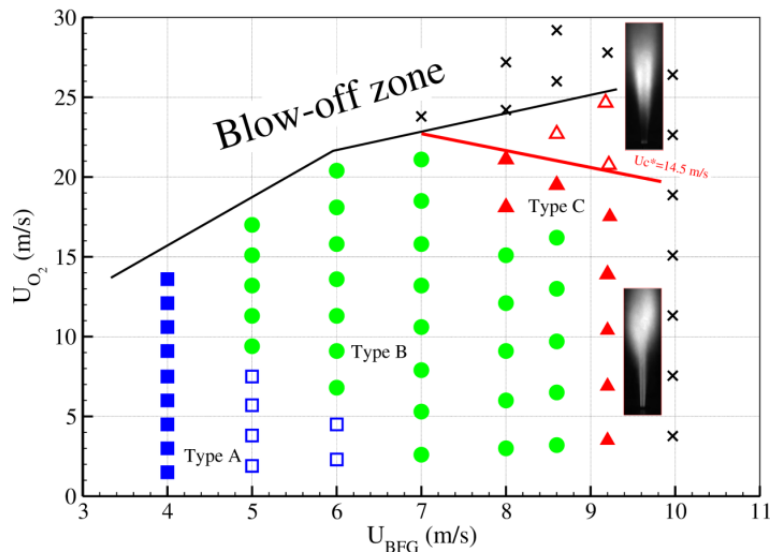 30
25
20
15
10
5
0
U_O2 (m/s)
Blow-off zone
Uc*=14.5 m/s
Type C
Type B
Type A
3 4 5 6 7 8 9 10 11
U_BFG (m/s)